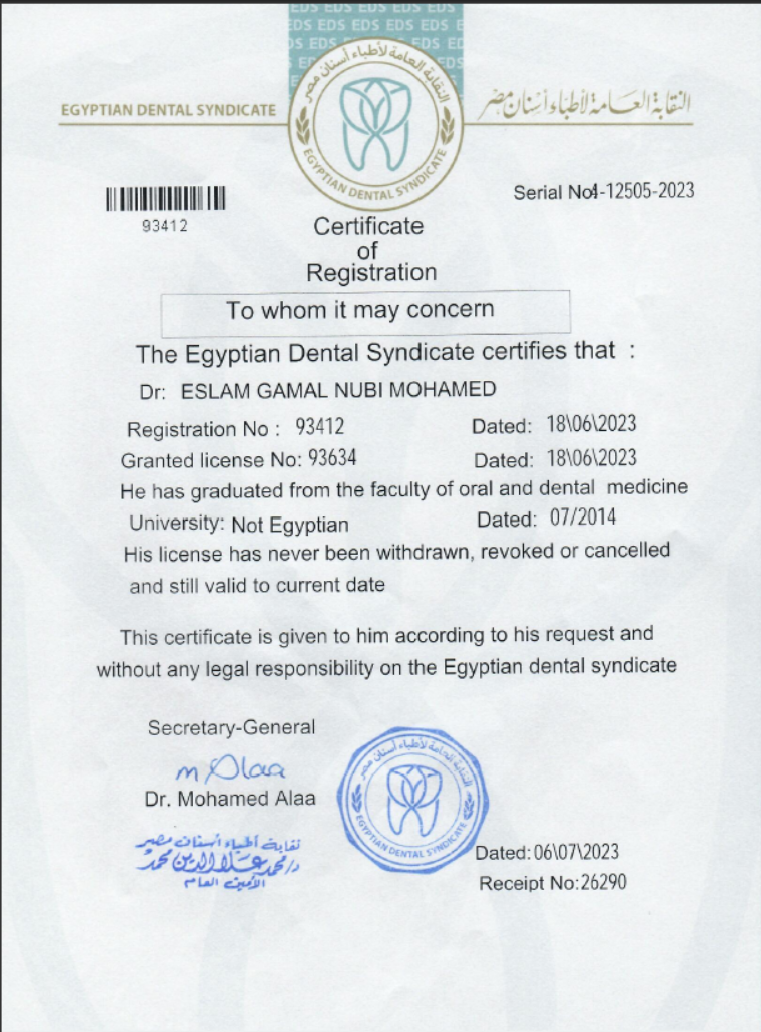 EDS EDS EDS EDS EDS
EDS EDS EDS EDS EDS
EDS EDS EDS EDS
النقابة العامة لأطباء أسنان مصر
EGYPTIAN DENTAL SYNDICATE
EGYPTIAN DENTAL SYNDICATE
النقابة العامة لأطباء أسنان مصر
93412
Serial No4-12505-2023
Certificate
of
Registration
To whom it may concern
The Egyptian Dental Syndicate certifies that :
Dr: ESLAM GAMAL NUBI MOHAMED
Registration No : 93412 Dated: 18\06\2023
Granted license No: 93634 Dated: 18\06\2023
He has graduated from the faculty of oral and dental medicine
University: Not Egyptian Dated: 07/2014
His license has never been withdrawn, revoked or cancelled
and still valid to current date
This certificate is given to him according to his request and
without any legal responsibility on the Egyptian dental syndicate
Secretary-General
m Alaa
Dr. Mohamed Alaa
نقابة أطباء أسنان مصر
د/محمد علاء الدين محمد
الأمين العام
النقابة العامة لأطباء أسنان مصر
EGYPTIAN DENTAL SYNDICATE
Dated:06\07\2023
Receipt No:26290